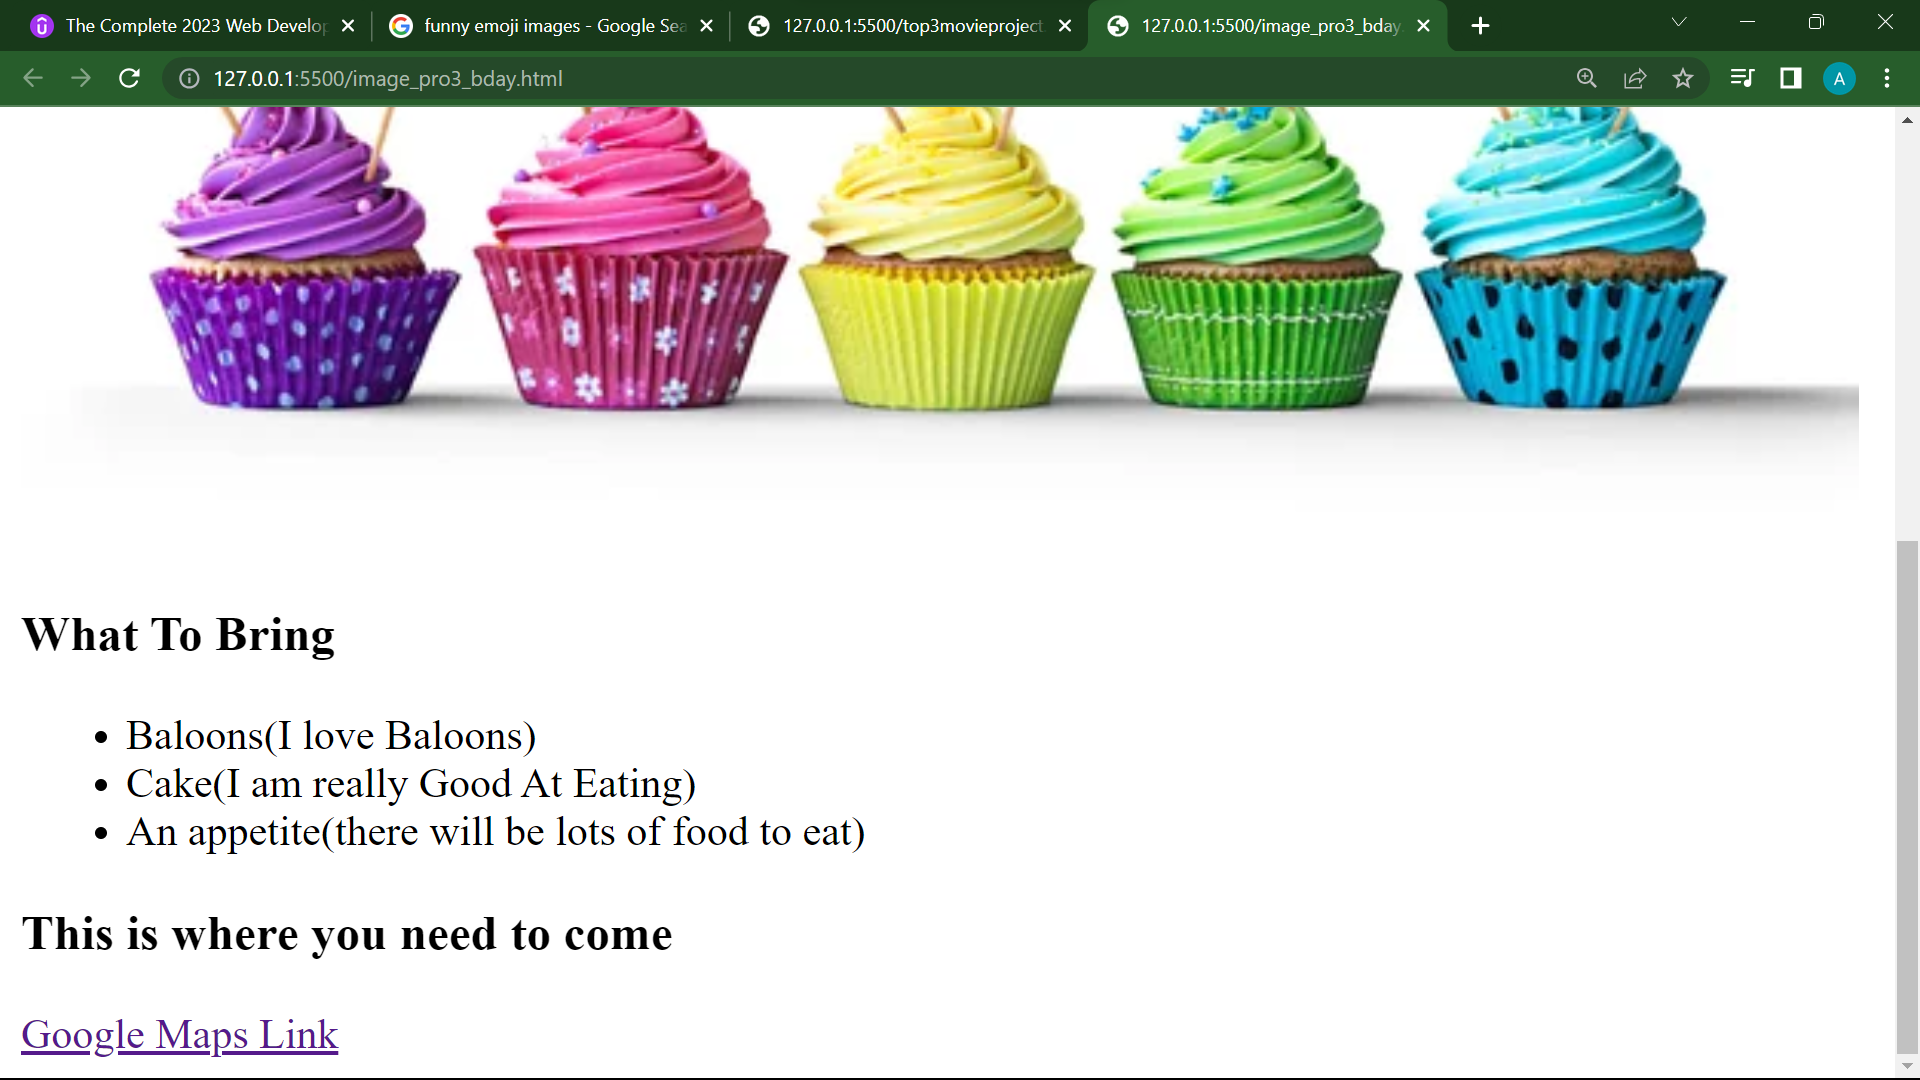 The Complete 2023 Web Develop
funny emoji images - Google Sea
127.0.0.1:5500/top3movieproject
127.0.0.1:5500/image_pro3_bday.
127.0.0.1:5500/image_pro3_bday.html
A
What To Bring
Baloons(I love Baloons)
Cake(I am really Good At Eating)
An appetite(there will be lots of food to eat)
This is where you need to come
Google Maps Link